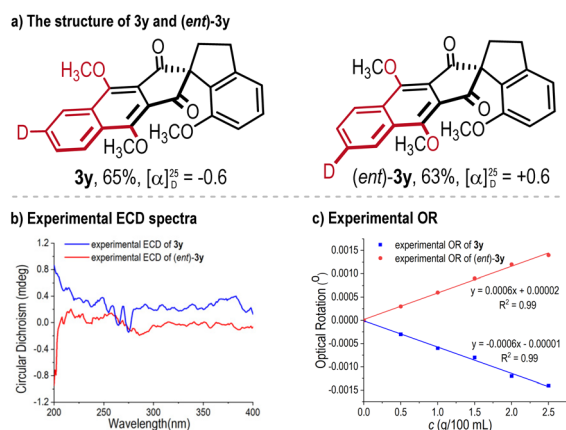 a) The structure of 3y and (ent)-3y
O
H₃CO
O
D
H₃CO
H₃CO
3y, 65%, [α]²⁵_D = -0.6
O
H₃CO
O
H₃CO
H₃CO
D
(ent)-3y, 63%, [α]²⁵_D = +0.6
b) Experimental ECD spectra
experimental ECD of 3y
experimental ECD of (ent)-3y
Circular Dichroism (mdeg)
1.2
0.8
0.4
0.0
-0.4
-0.8
-1.2
200 250 300 350 400
Wavelength(nm)
c) Experimental OR
experimental OR of 3y
experimental OR of (ent)-3y
Optical Rotation (°)
0.0015
0.0010
0.0005
0.0000
-0.0005
-0.0010
-0.0015
y = 0.0006x + 0.00002
R² = 0.99
y = -0.0006x - 0.00001
R² = 0.99
0.0 0.5 1.0 1.5 2.0 2.5
c (g/100 mL)